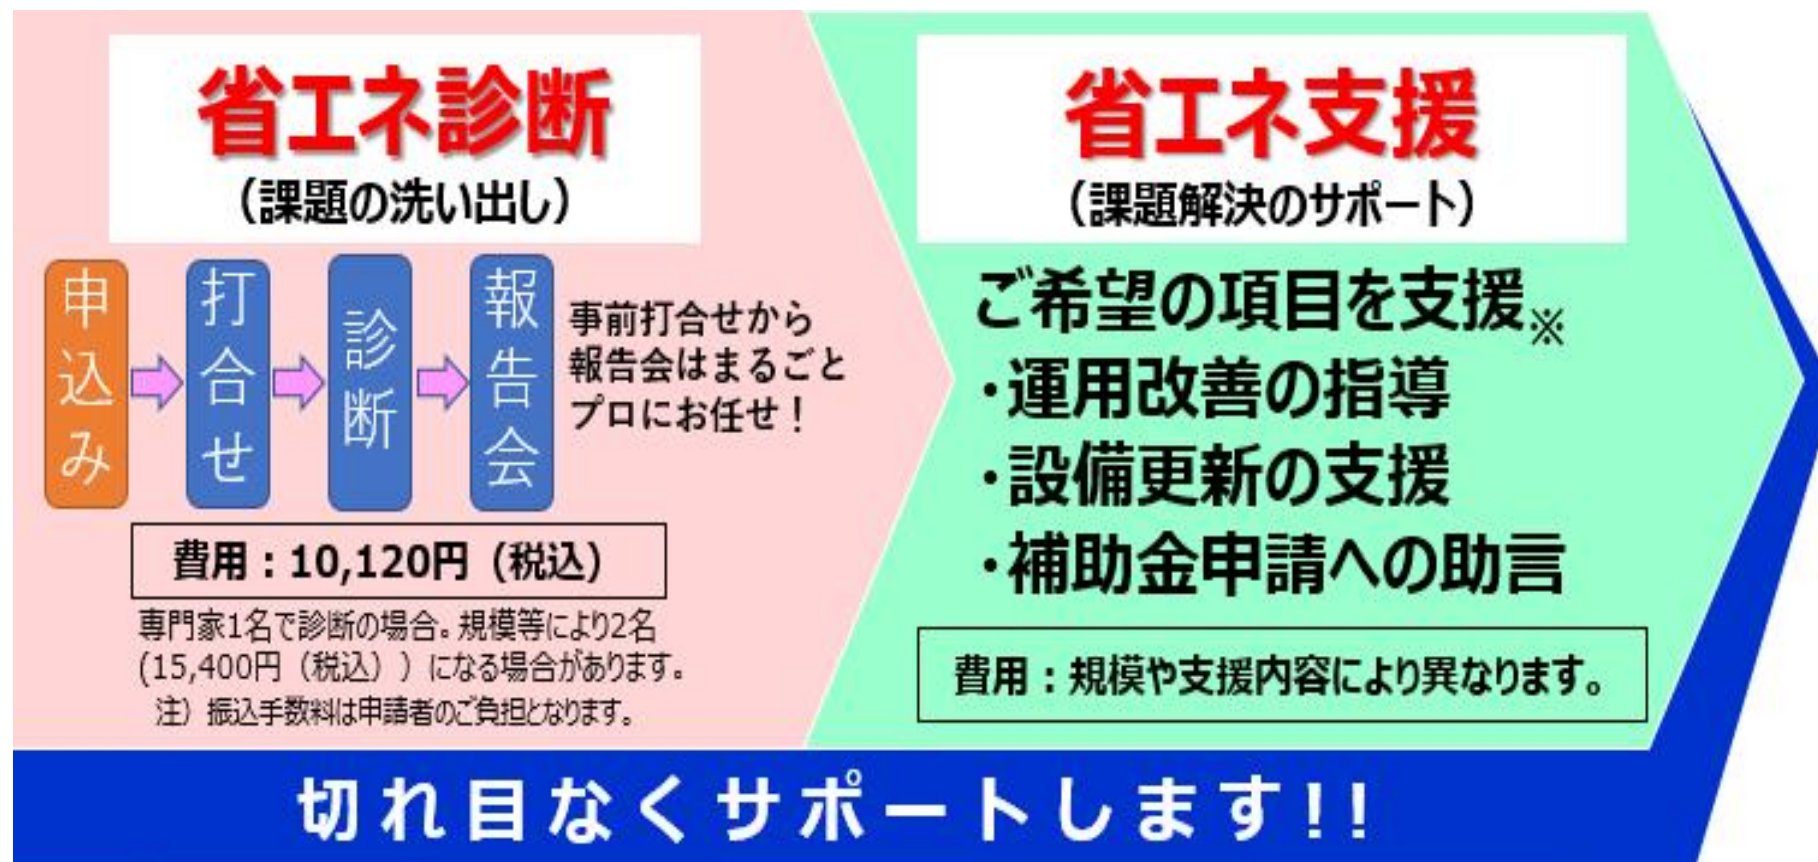 省エネ診断
（課題の洗い出し）
申込み
打合せ
診断
報告会
事前打合せから
報告会はまるごと
プロにお任せ！
費用：10,120円（税込）
専門家1名で診断の場合。規模等により2名
(15,400円（税込））になる場合があります。
注）振込手数料は申請者のご負担となります。
省エネ支援
（課題解決のサポート）
ご希望の項目を支援※
・運用改善の指導
・設備更新の支援
・補助金申請への助言
費用：規模や支援内容により異なります。
切れ目なくサポートします!!